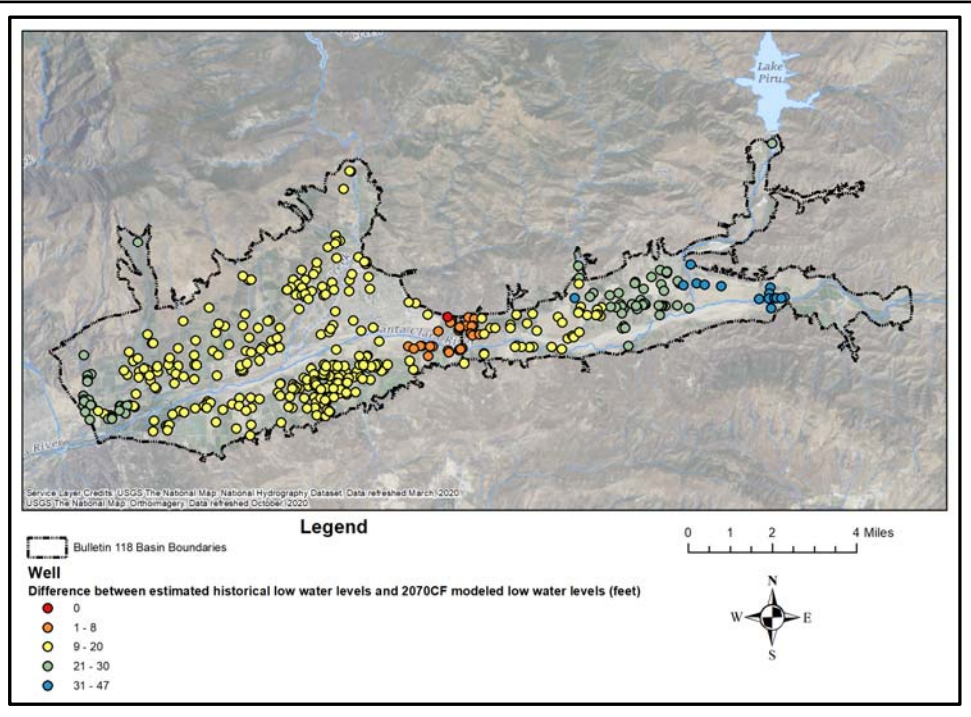 Lake
Piru
Santa Clara
River
Service Layer Credits: USGS The National Map: National Hydrography Dataset. Data refreshed March, 2020.
USGS The National Map: Orthoimagery. Data refreshed October, 2020.
Legend
Bulletin 118 Basin Boundaries
0 1 2 4 Miles
Well
Difference between estimated historical low water levels and 2070CF modeled low water levels (feet)
0
1 - 8
9 - 20
21 - 30
31 - 47
N
W E
S